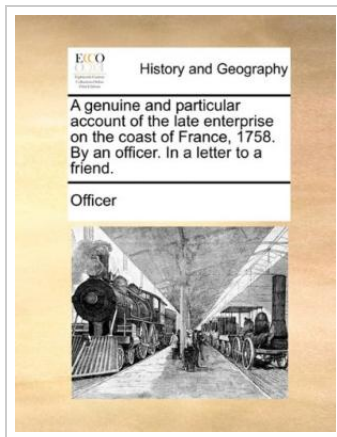 ECCO
History and Geography
A genuine and particular
account of the late enterprise
on the coast of France, 1758.
By an officer. In a letter to a
friend.
Officer